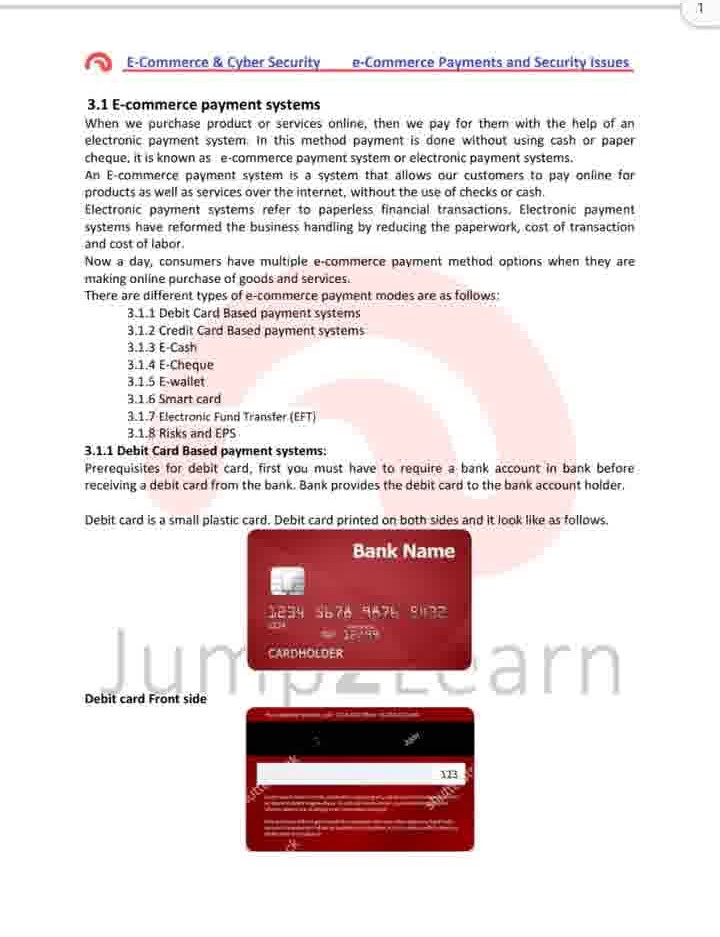 1
E-Commerce & Cyber Security e-Commerce Payments and Security Issues
3.1 E-commerce payment systems
When we purchase product or services online, then we pay for them with the help of an
electronic payment system. In this method payment is done without using cash or paper
cheque, it is known as e-commerce payment system or electronic payment systems.
An E-commerce payment system is a system that allows our customers to pay online for
products as well as services over the internet, without the use of checks or cash.
Electronic payment systems refer to paperless financial transactions. Electronic payment
systems have reformed the business handling by reducing the paperwork, cost of transaction
and cost of labor.
Now a day, consumers have multiple e-commerce payment method options when they are
making online purchase of goods and services.
There are different types of e-commerce payment modes are as follows:
3.1.1 Debit Card Based payment systems
3.1.2 Credit Card Based payment systems
3.1.3 E-Cash
3.1.4 E-Cheque
3.1.5 E-wallet
3.1.6 Smart card
3.1.7 Electronic Fund Transfer (EFT)
3.1.8 Risks and EPS
3.1.1 Debit Card Based payment systems:
Prerequisites for debit card, first you must have to require a bank account in bank before
receiving a debit card from the bank. Bank provides the debit card to the bank account holder.
Debit card is a small plastic card. Debit card printed on both sides and it look like as follows.
Bank Name
1234 5678 9876 5432
1234
12/99
CARDHOLDER
Jump2Learn
Debit card Front side
123